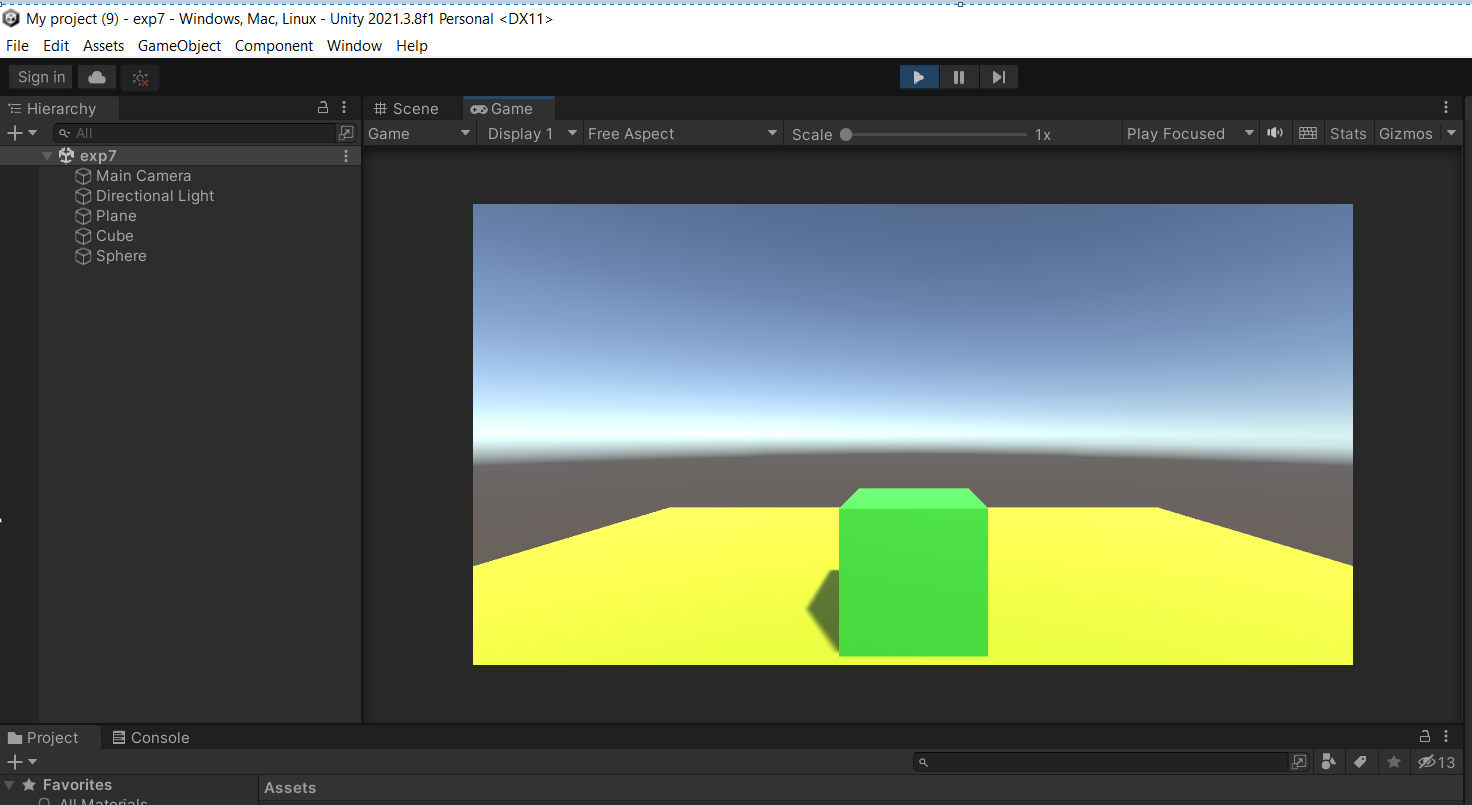 My project (9) - exp7 - Windows, Mac, Linux - Unity 2021.3.8f1 Personal <DX11>
File Edit Assets GameObject Component Window Help
Sign in
Hierarchy
All
exp7
Main Camera
Directional Light
Plane
Cube
Sphere
Scene Game
Game Display 1 Free Aspect Scale 1x Play Focused Stats Gizmos
Project Console
13
Favorites
All Materials
Assets